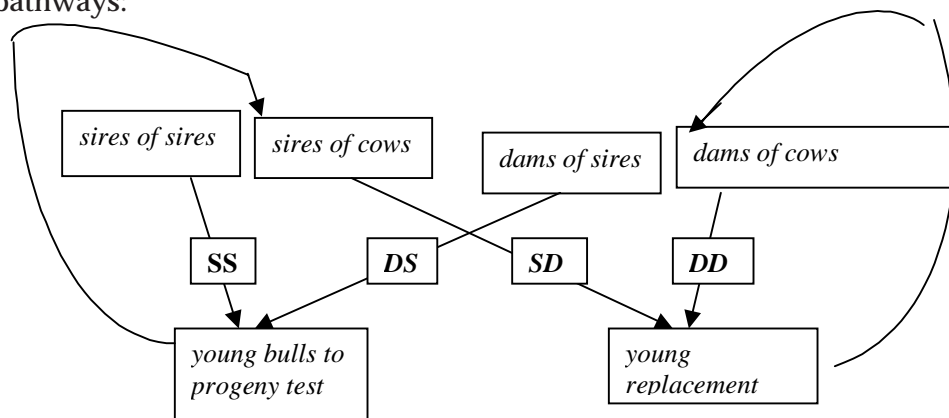 pathways:
sires of sires
sires of cows
dams of sires
dams of cows
SS
DS
SD
DD
young bulls to
progeny test
young
replacement